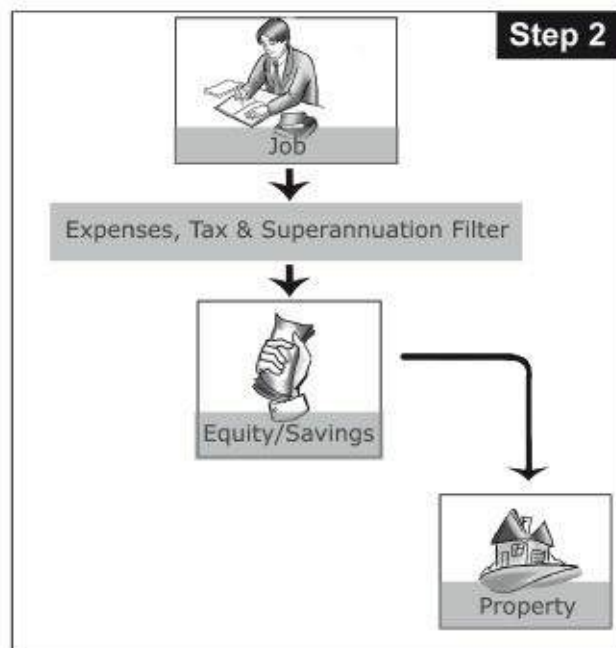 Step 2
Job
Expenses, Tax & Superannuation Filter
Equity/Savings
Property